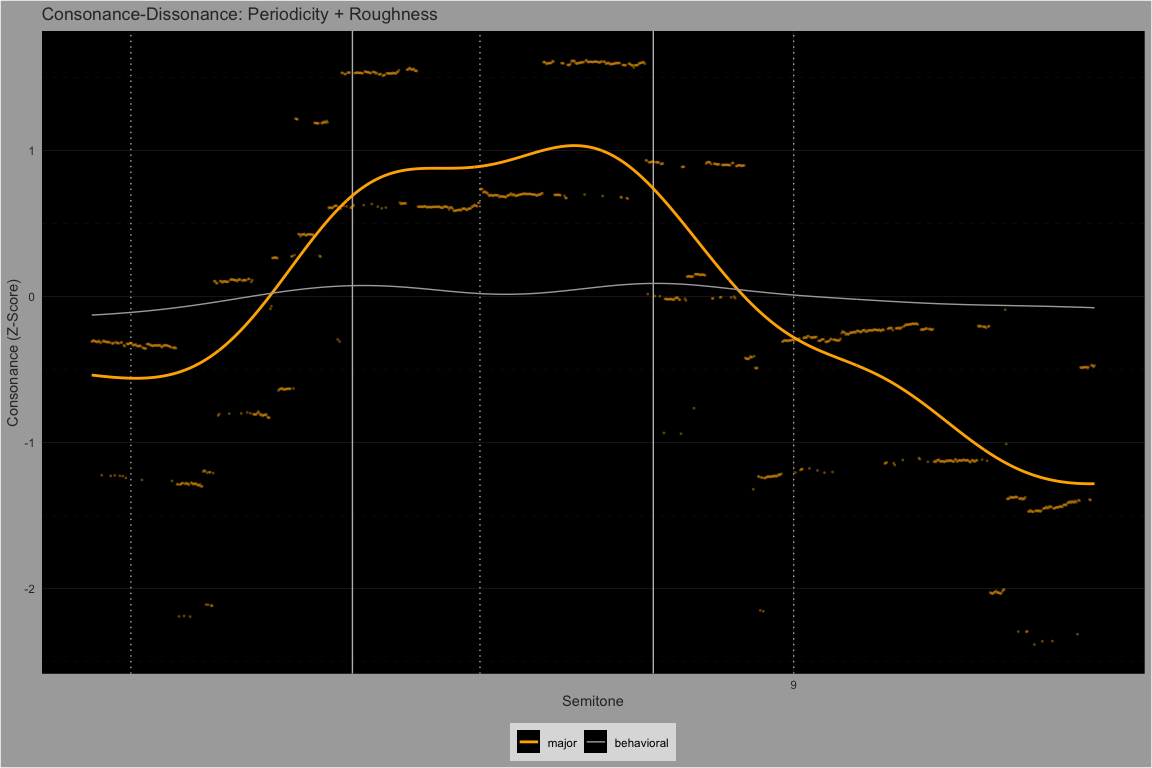 Consonance-Dissonance: Periodicity + Roughness
Consonance (Z-Score)
1
0
-1
-2
9
Semitone
major
behavioral